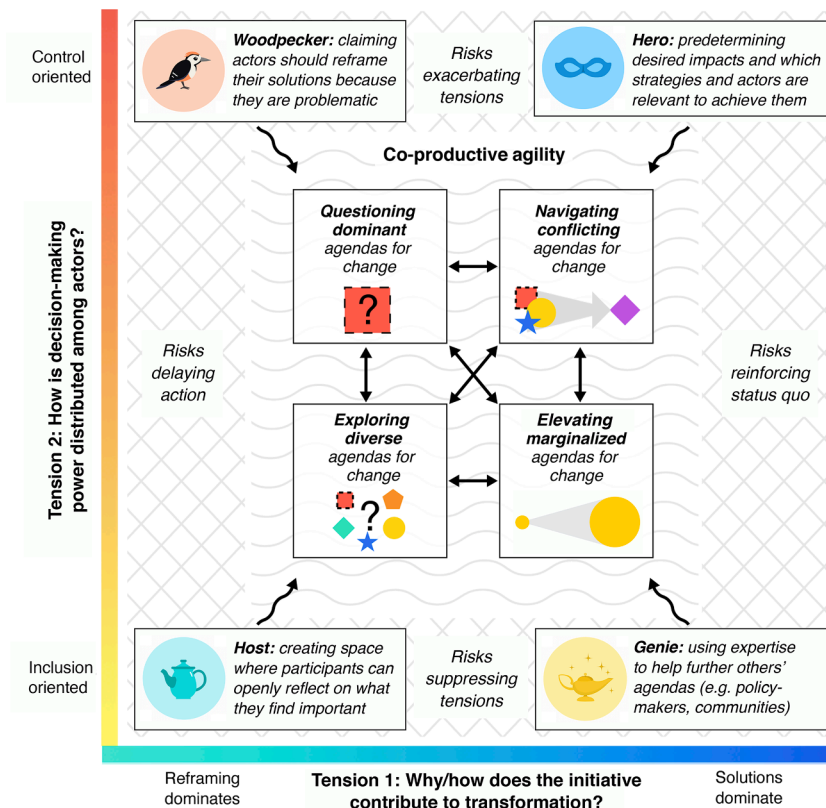 Control
oriented
Woodpecker: claiming
actors should reframe
their solutions because
they are problematic
Risks
exacerbating
tensions
Hero: predetermining
desired impacts and which
strategies and actors are
relevant to achieve them
Co-productive agility
Questioning
dominant
agendas for
change
?
Navigating
conflicting
agendas for
change
Tension 2: How is decision-making
power distributed among actors?
Risks
delaying
action
Risks
reinforcing
status quo
Exploring
diverse
agendas for
change
?
Elevating
marginalized
agendas for
change
Inclusion
oriented
Host: creating space
where participants can
openly reflect on what
they find important
Risks
suppressing
tensions
Genie: using expertise
to help further others’
agendas (e.g. policy-
makers, communities)
Reframing
dominates
Tension 1: Why/how does the initiative
contribute to transformation?
Solutions
dominate